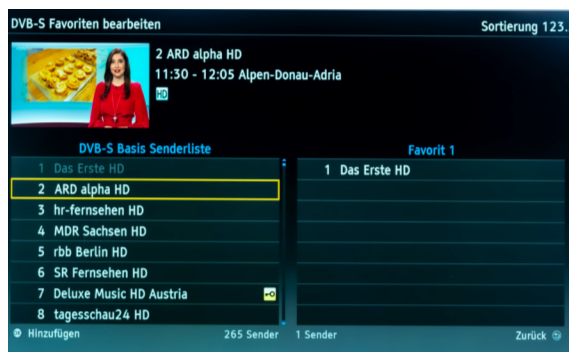 DVB-S Favoriten bearbeiten
Sortierung 123..
2 ARD alpha HD
11:30 - 12:05 Alpen-Donau-Adria
HD
DVB-S Basis Senderliste
1 Das Erste HD
2 ARD alpha HD
3 hr-fernsehen HD
4 MDR Sachsen HD
5 rbb Berlin HD
6 SR Fernsehen HD
7 Deluxe Music HD Austria
8 tagesschau24 HD
Hinzufügen
265 Sender
Favorit 1
1 Das Erste HD
1 Sender
Zurück